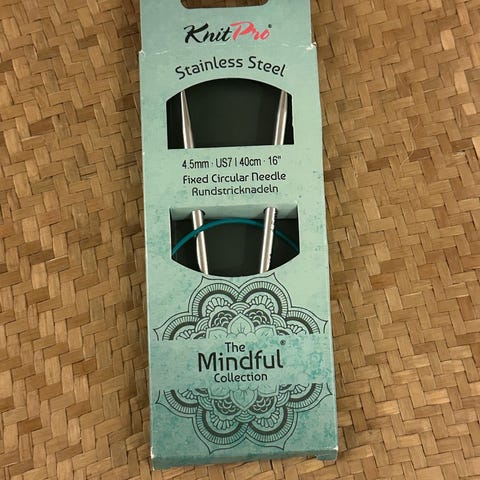 KnitPro®
Stainless Steel
4.5mm · US7 | 40cm · 16"
Fixed Circular Needle
Rundstricknadeln
The
Mindful®
Collection